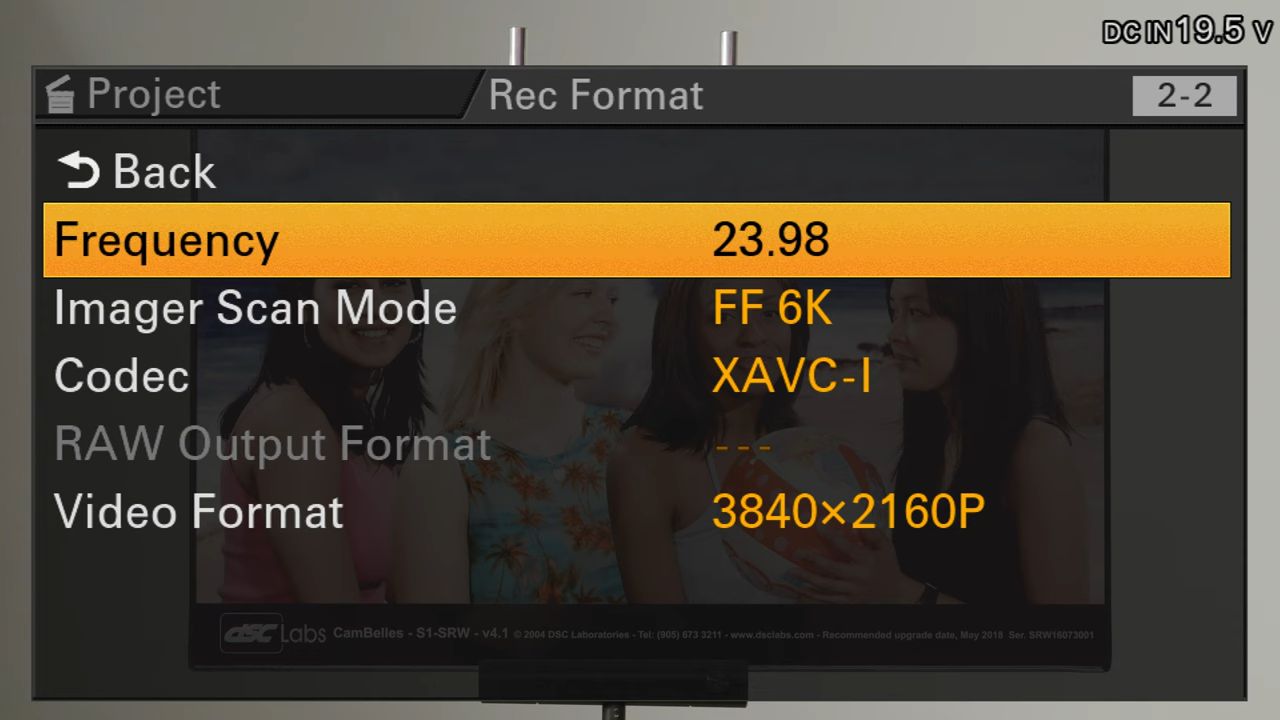 DC IN 19.5 V
Project
Rec Format
2-2
Back
Frequency 23.98
Imager Scan Mode FF 6K
Codec XAVC-I
RAW Output Format ---
Video Format 3840×2160P
dsc Labs CamBelles - S1-SRW - v4.1 © 2004 DSC Laboratories - Tel: (905) 673 3211 - www.dsclabs.com - Recommended upgrade date, May 2018 Ser. SRW16073001